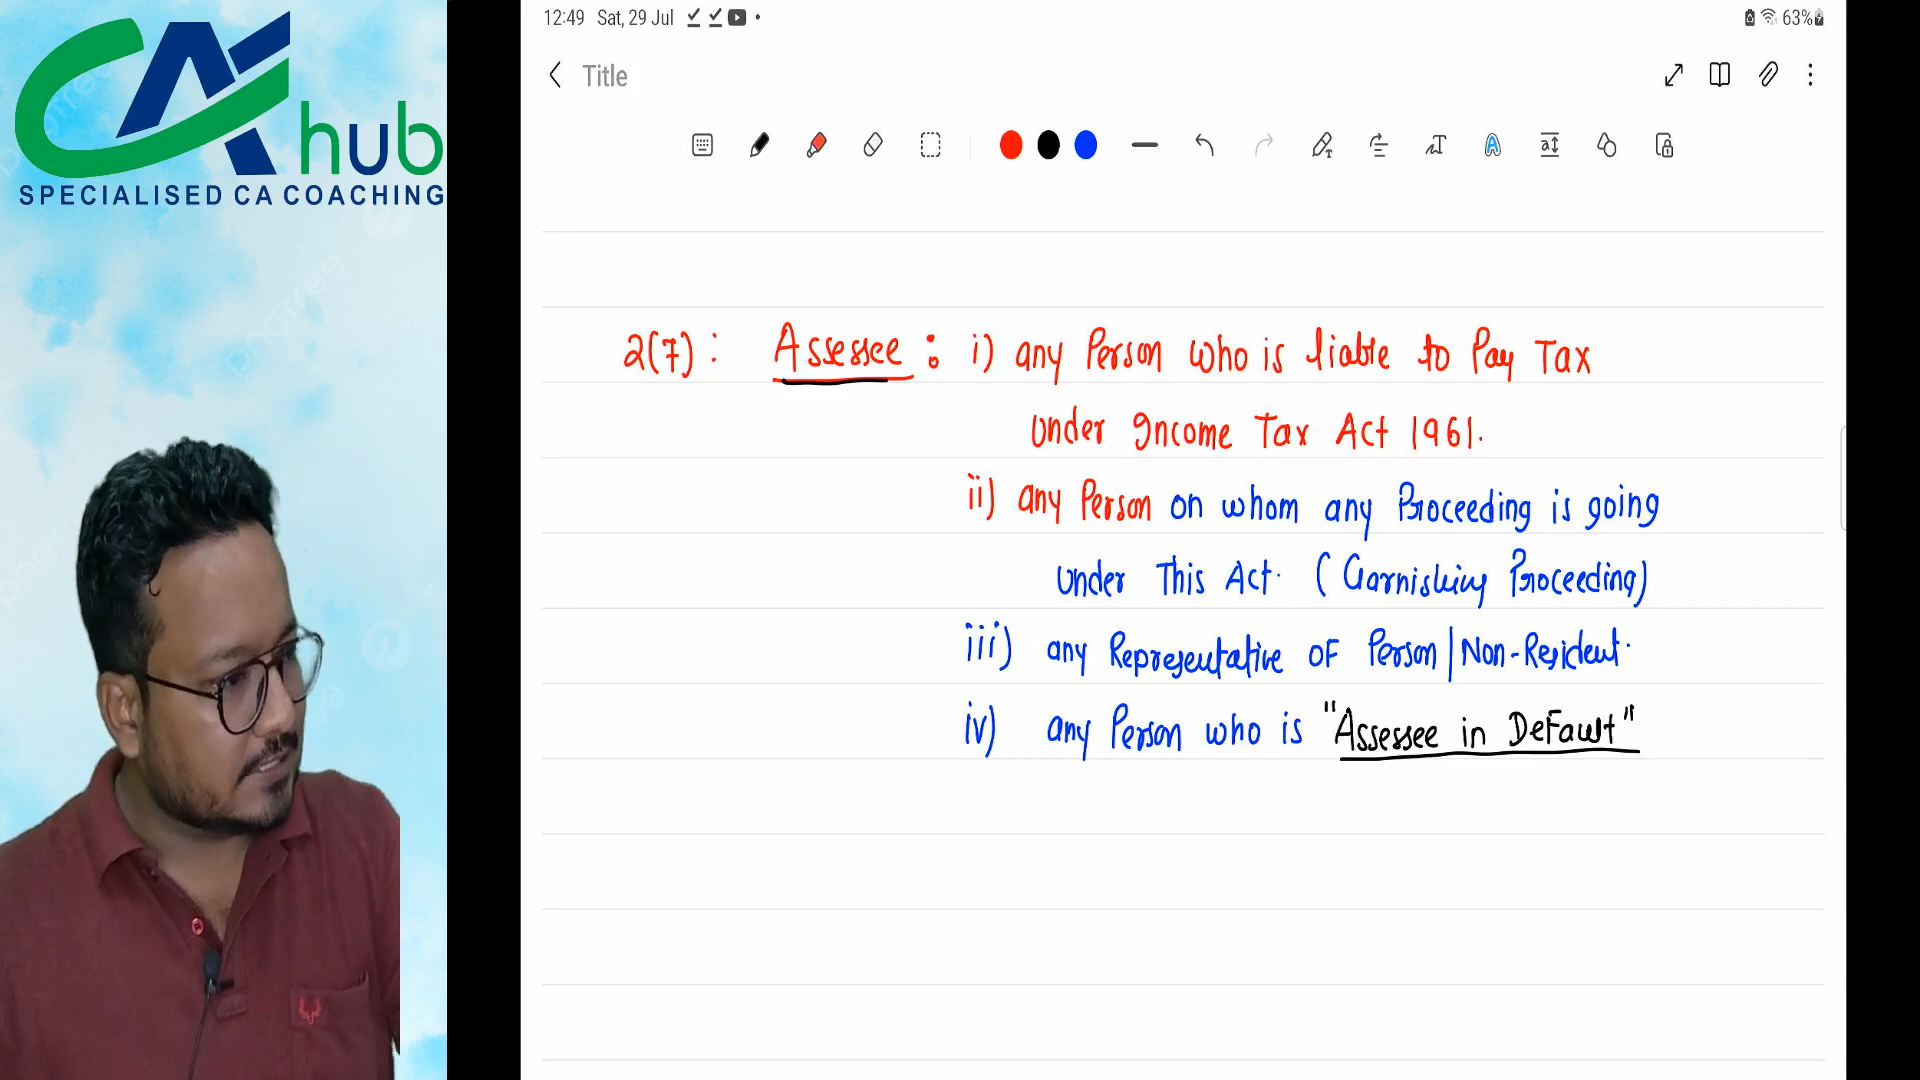 CA hub
SPECIALISED CA COACHING
12:49 Sat, 29 Jul
63%
Title
2(7) : Assessee : i) any Person who is liable to Pay Tax
under Income Tax Act 1961.
ii) any Person on whom any Proceeding is going
under This Act. (Garnishing Proceeding)
iii) any Representative of Person | Non-Resident.
iv) any Person who is "Assessee in Default"